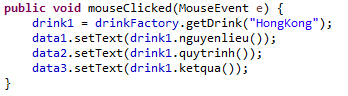 public void mouseClicked(MouseEvent e) {
drink1 = drinkFactory.getDrink("HongKong");
data1.setText(drink1.nguyenlieu());
data2.setText(drink1.quytrinh());
data3.setText(drink1.ketqua());
}